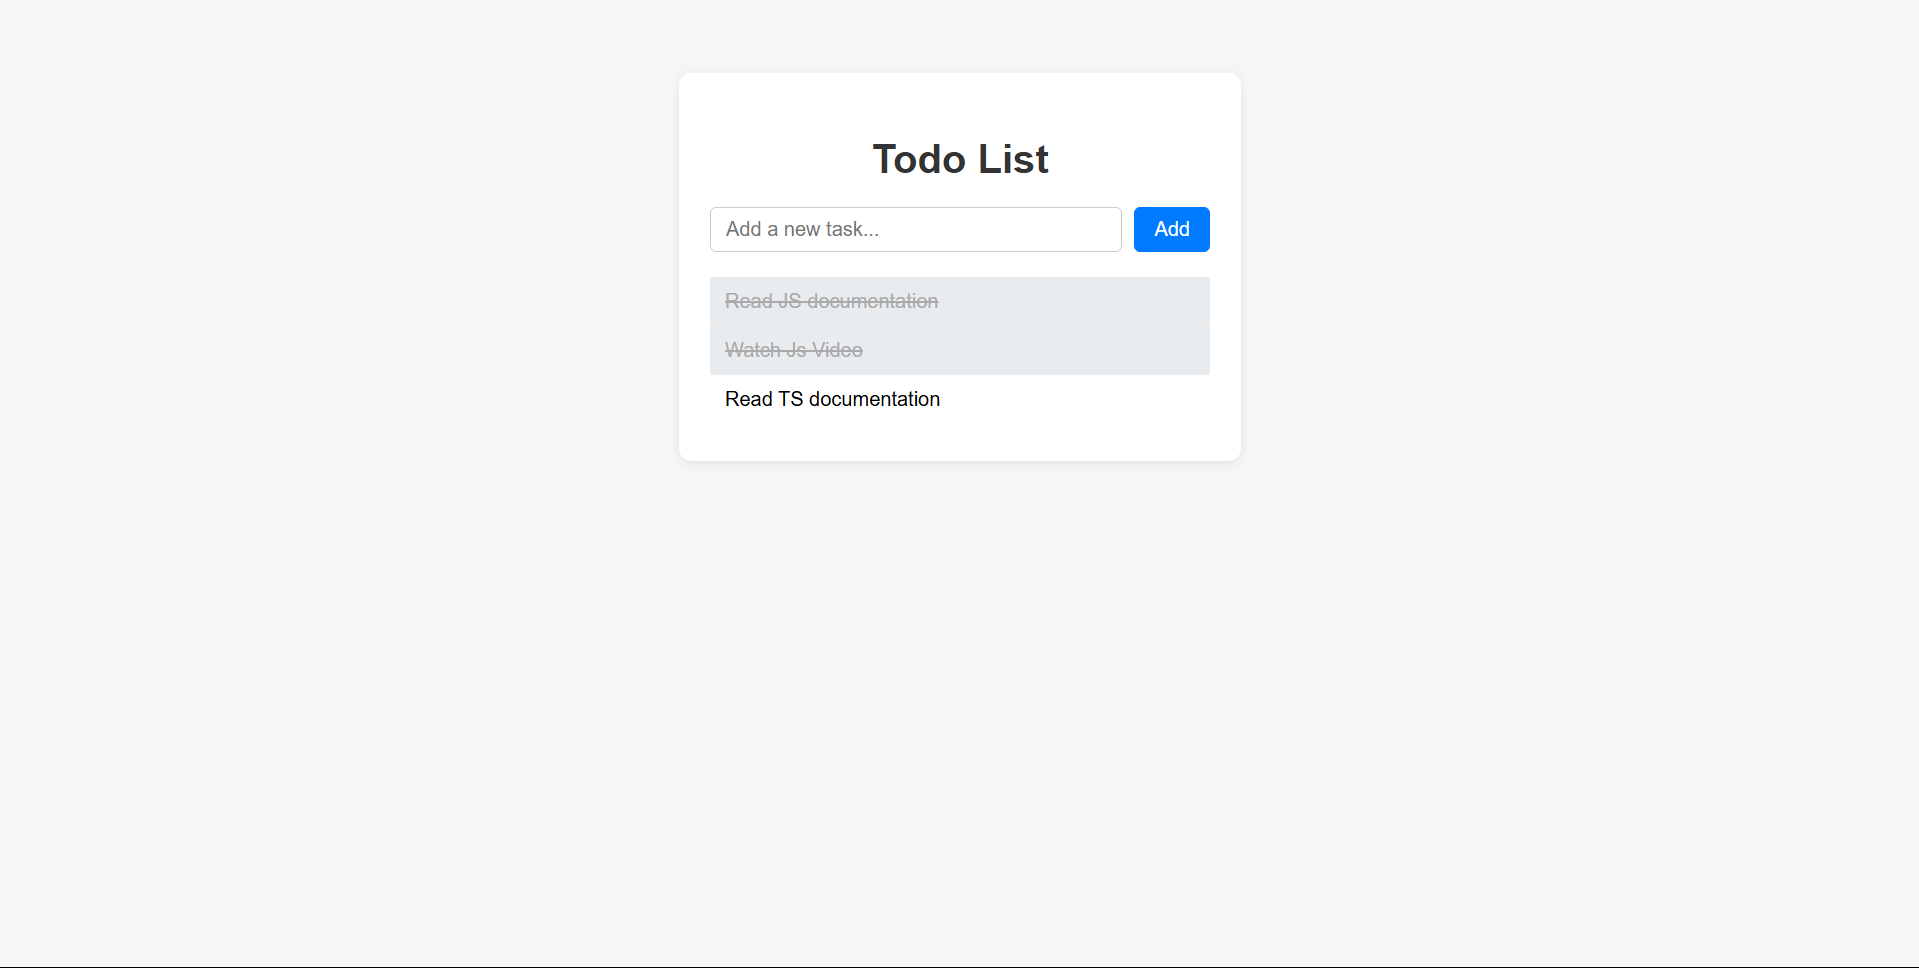 Todo List
Add a new task...
Add
Read JS documentation
Watch Js Video
Read TS documentation